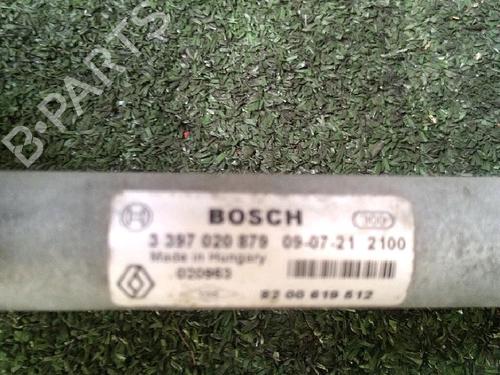 B-PARTS
BOSCH
3 397 020 879 09-07-21 2100
Made in Hungary
020963
82 00 619 512